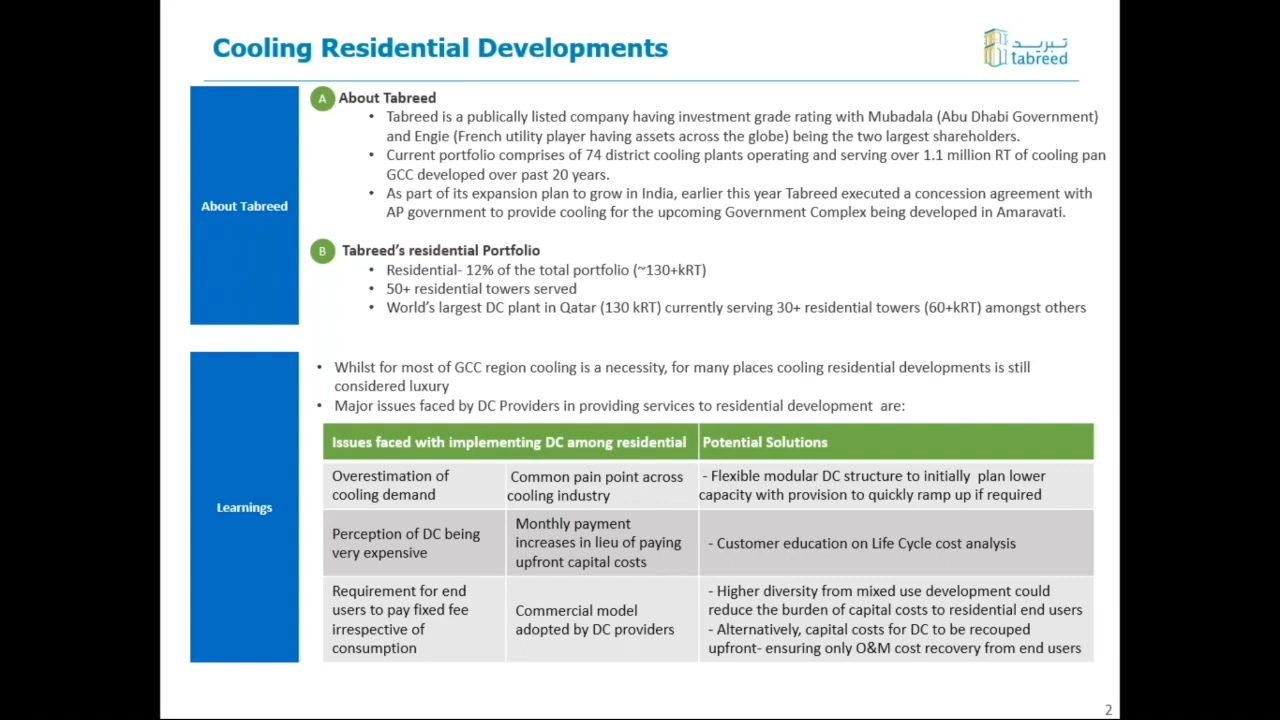 Cooling Residential Developments
تبريد
tabreed
About Tabreed
A About Tabreed
• Tabreed is a publically listed company having investment grade rating with Mubadala (Abu Dhabi Government)
and Engie (French utility player having assets across the globe) being the two largest shareholders.
• Current portfolio comprises of 74 district cooling plants operating and serving over 1.1 million RT of cooling pan
GCC developed over past 20 years.
• As part of its expansion plan to grow in India, earlier this year Tabreed executed a concession agreement with
AP government to provide cooling for the upcoming Government Complex being developed in Amaravati.
B Tabreed's residential Portfolio
• Residential- 12% of the total portfolio (~130+kRT)
• 50+ residential towers served
• World's largest DC plant in Qatar (130 kRT) currently serving 30+ residential towers (60+kRT) amongst others
Learnings
• Whilst for most of GCC region cooling is a necessity, for many places cooling residential developments is still
considered luxury
• Major issues faced by DC Providers in providing services to residential development are:
Issues faced with implementing DC among residential
Potential Solutions
Overestimation of
cooling demand
Common pain point across
cooling industry
- Flexible modular DC structure to initially plan lower
capacity with provision to quickly ramp up if required
Perception of DC being
very expensive
Monthly payment
increases in lieu of paying
upfront capital costs
- Customer education on Life Cycle cost analysis
Requirement for end
users to pay fixed fee
irrespective of
consumption
Commercial model
adopted by DC providers
- Higher diversity from mixed use development could
reduce the burden of capital costs to residential end users
- Alternatively, capital costs for DC to be recouped
upfront- ensuring only O&M cost recovery from end users
2